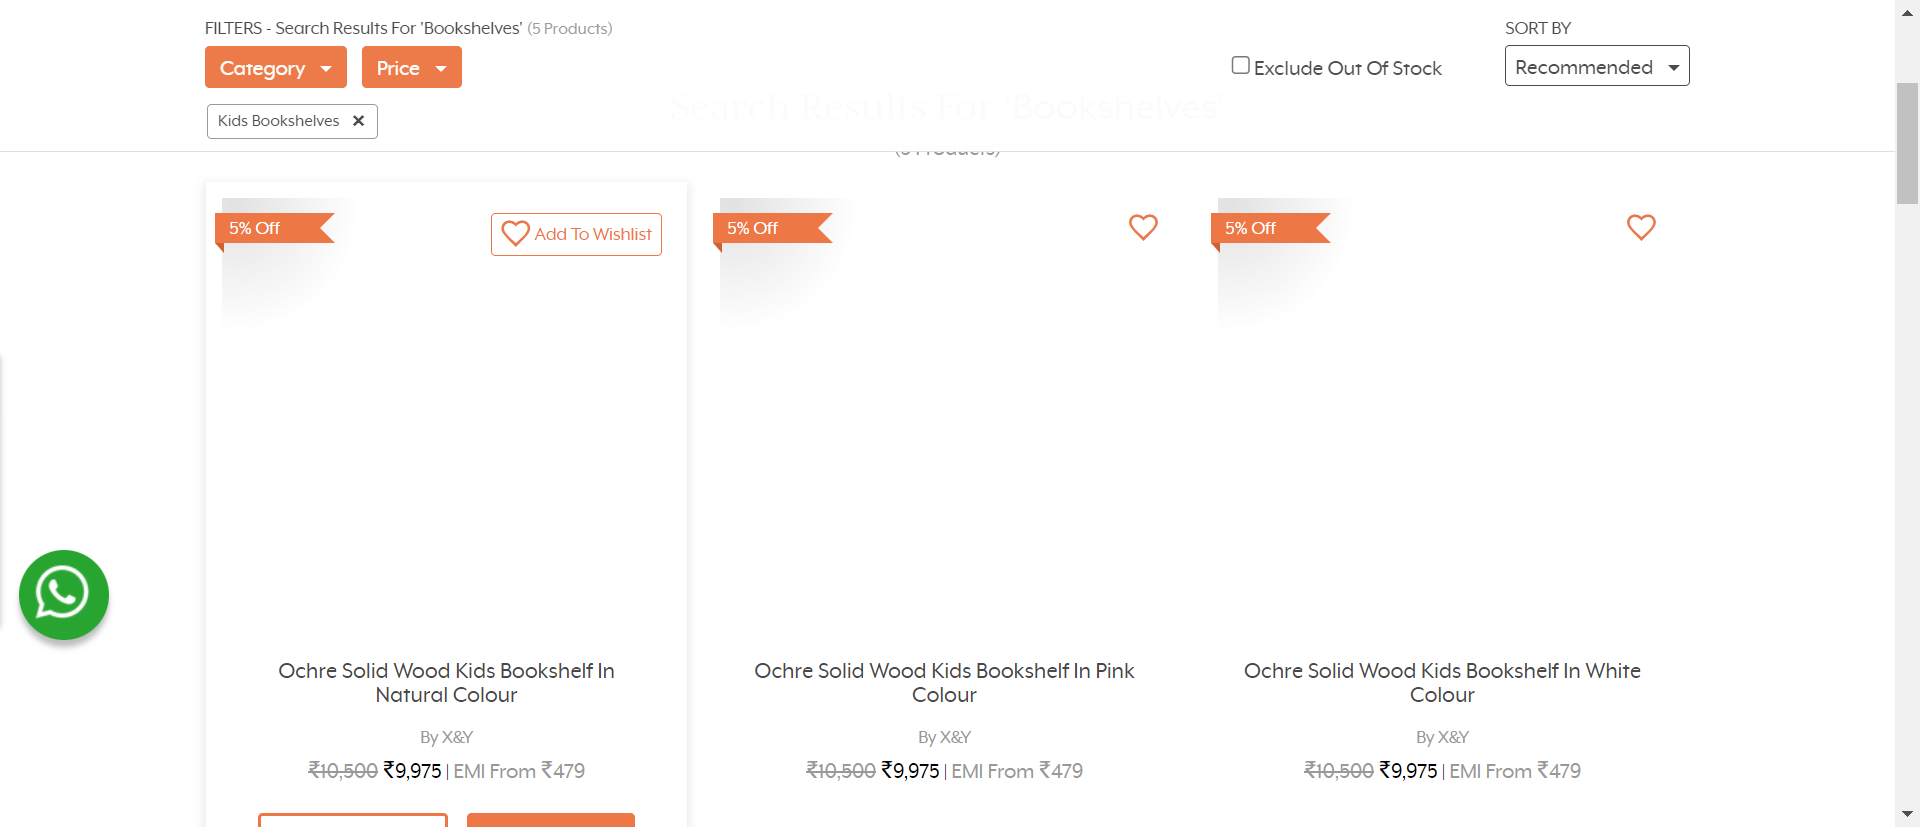 FILTERS - Search Results For 'Bookshelves' (5 Products)
SORT BY
Category
Price
Exclude Out Of Stock
Recommended
Search Results For 'Bookshelves'
Kids Bookshelves ✕
(5 Products)
5% Off
Add To Wishlist
5% Off
5% Off
Ochre Solid Wood Kids Bookshelf In
Natural Colour
By X&Y
₹10,500 ₹9,975 | EMI From ₹479
Ochre Solid Wood Kids Bookshelf In Pink
Colour
By X&Y
₹10,500 ₹9,975 | EMI From ₹479
Ochre Solid Wood Kids Bookshelf In White
Colour
By X&Y
₹10,500 ₹9,975 | EMI From ₹479